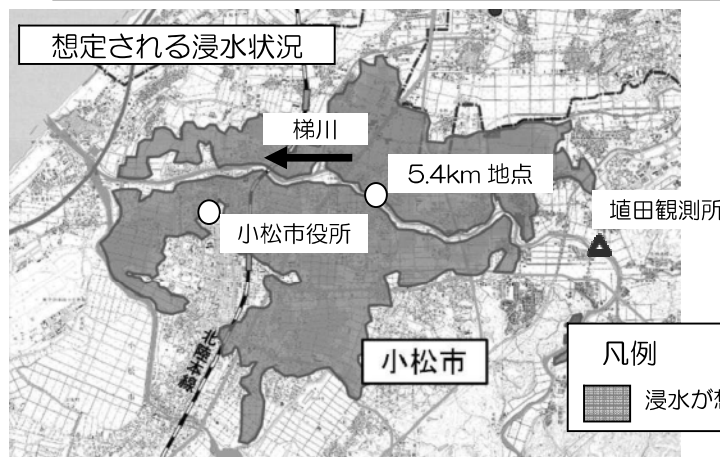 想定される浸水状況
梯川
5.4km 地点
埴田観測所
小松市役所
北陸本線
小松市
凡例
浸水が想